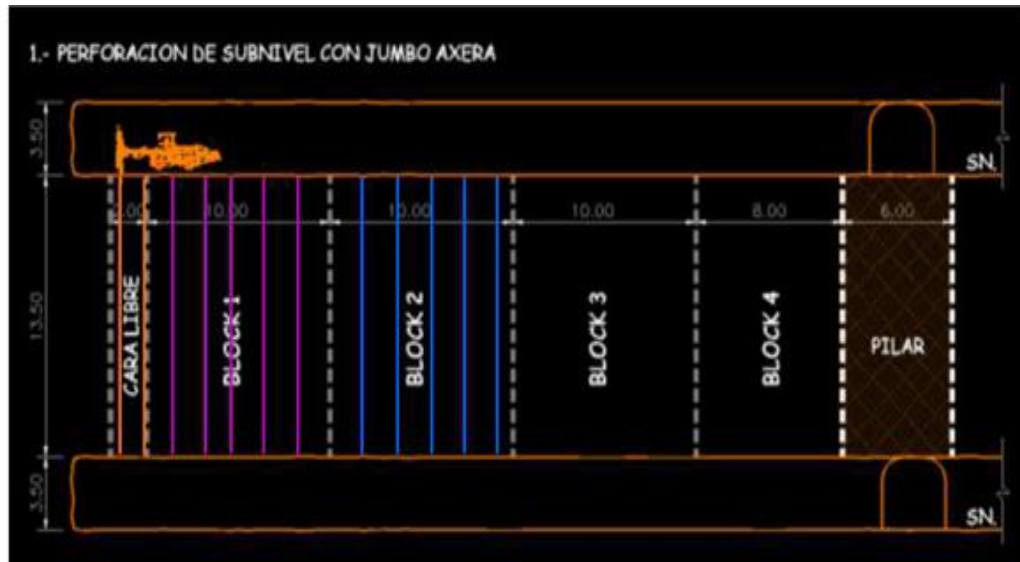 1.- PERFORACION DE SUBNIVEL CON JUMBO AXERA
3.50
SN.
10.00
10.00
10.00
8.00
6.00
13.50
CARA LIBRE
BLOCK 1
BLOCK 2
BLOCK 3
BLOCK 4
PILAR
3.50
SN.